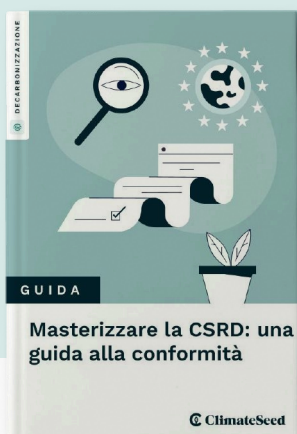 DECARBONIZZAZIONE
GUIDA
Masterizzare la CSRD: una
guida alla conformità
ClimateSeed